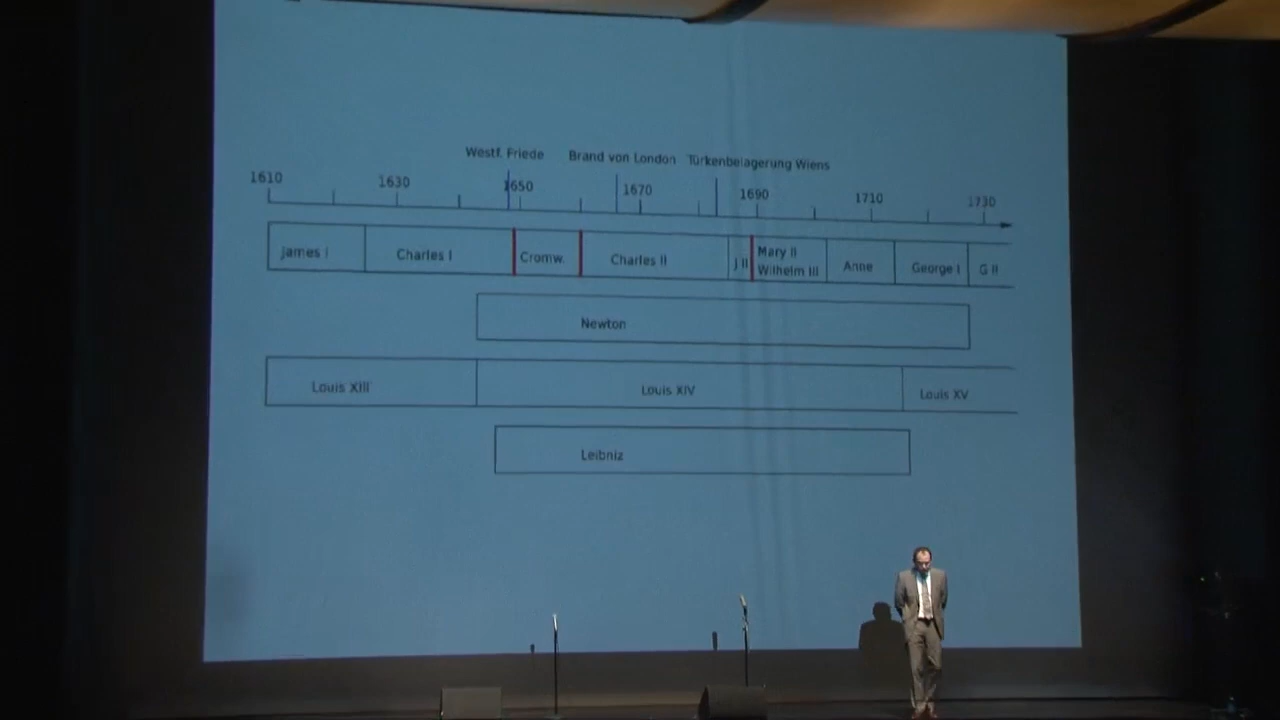 Westf. Friede Brand von London Türkenbelagerung Wiens
1610 1630 1650 1670 1690 1710 1730
James I Charles I Cromw. Charles II J II Mary II Wilhelm III Anne George I G II
Newton
Louis XIII Louis XIV Louis XV
Leibniz